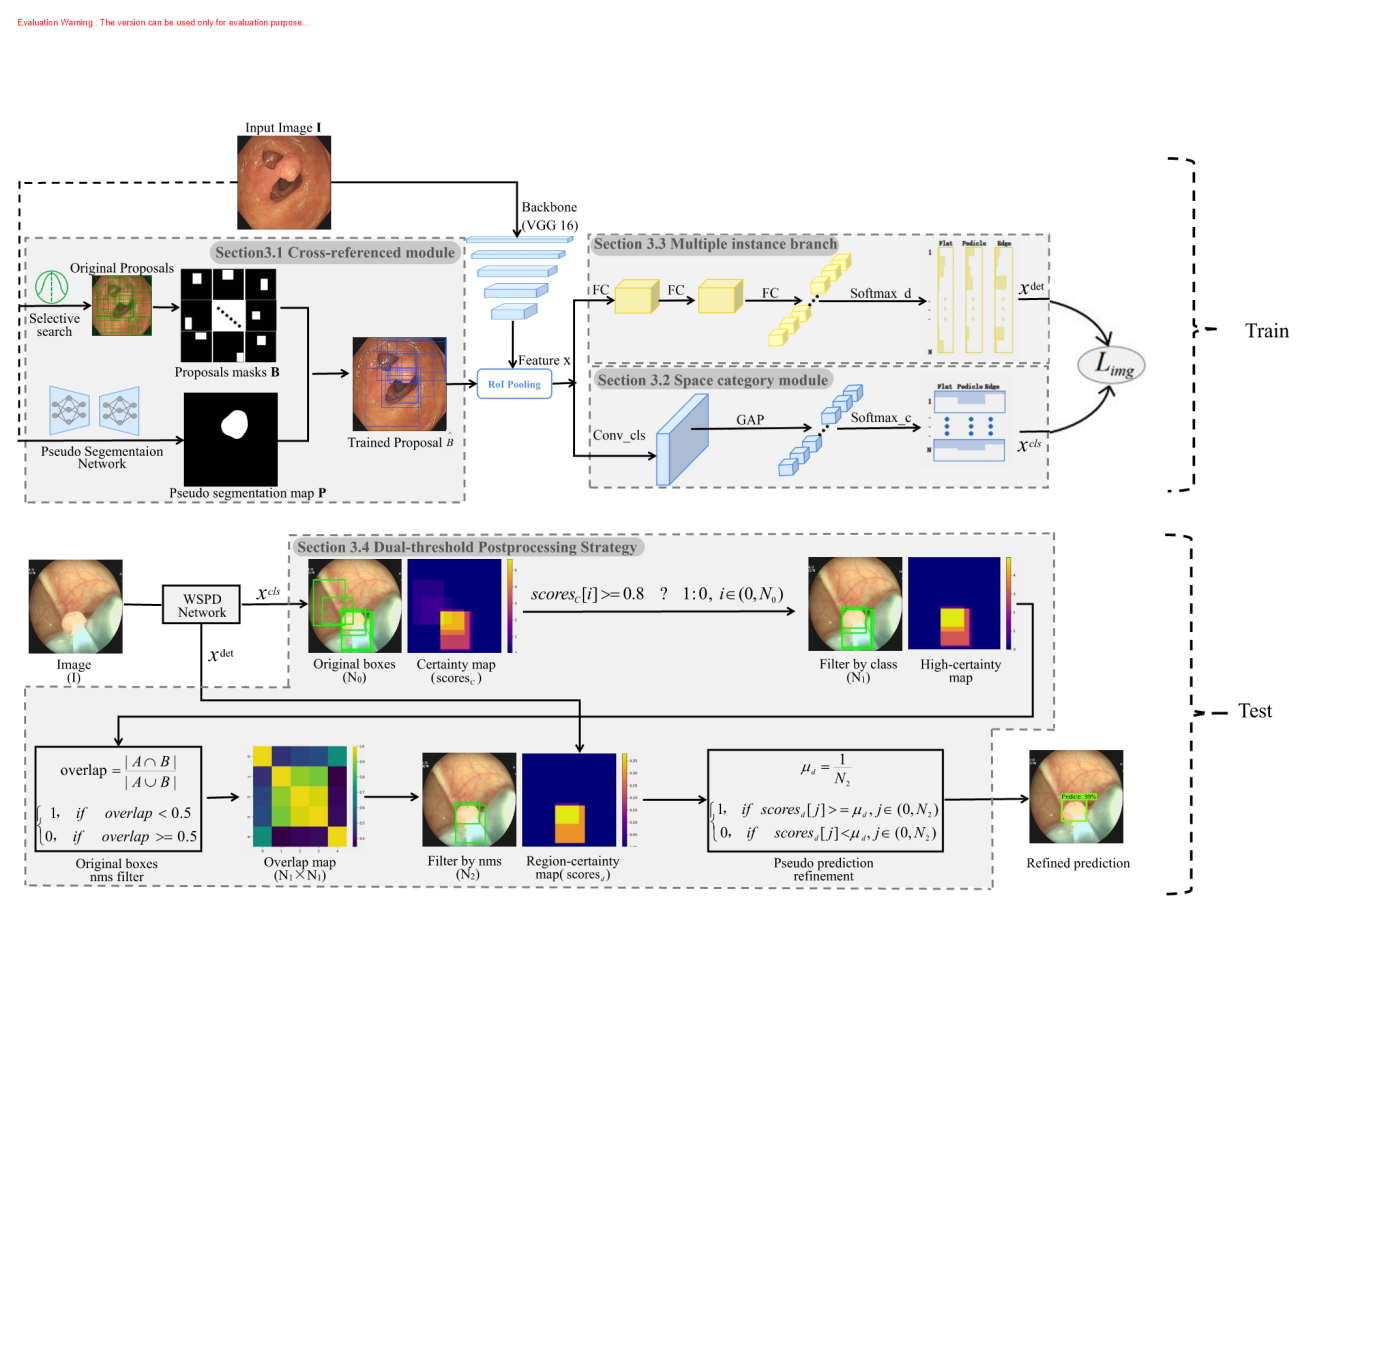 Evaluation Warning : The version can be used only for evaluation purpose...
Input Image I
Backbone
(VGG 16)
Section3.1 Cross-referenced module
Original Proposals
Selective
search
Proposals masks B
Pseudo Segementaion
Network
Pseudo segmentation map P
Trained Proposal B
Feature x
RoI Pooling
Section 3.3 Multiple instance branch
FC
FC
FC
Softmax_d
Flat Pedicle Edge
1
N
x^det
Section 3.2 Space category module
Conv_cls
GAP
Softmax_c
Flat Pedicle Edge
1
N
x^cls
L_img
Train
Section 3.4 Dual-threshold Postprocessing Strategy
Image
(I)
WSPD
Network
x^cls
x^det
Original boxes
(N₀)
Certainty map
(scores_C)
scores_C[i]>=0.8 ? 1:0, i∈(0,N₀)
Filter by class
(N₁)
High-certainty
map
overlap = |A∩B| / |A∪B|
1, if overlap < 0.5
0, if overlap >= 0.5
Original boxes
nms filter
Overlap map
(N₁×N₁)
Filter by nms
(N₂)
Region-certainty
map( scores_d )
μ_d = 1 / N₂
1, if scores_d[j]>=μ_d, j∈(0,N₂)
0, if scores_d[j]<μ_d, j∈(0,N₂)
Pseudo prediction
refinement
Pedicle: 99%
Refined prediction
Test